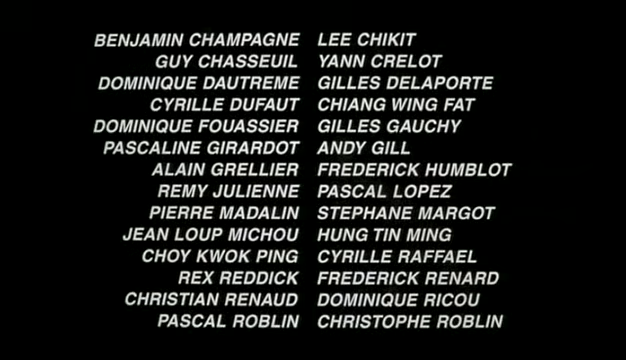 BENJAMIN CHAMPAGNE LEE CHIKIT
GUY CHASSEUIL YANN CRELOT
DOMINIQUE DAUTREME GILLES DELAPORTE
CYRILLE DUFAUT CHIANG WING FAT
DOMINIQUE FOUASSIER GILLES GAUCHY
PASCALINE GIRARDOT ANDY GILL
ALAIN GRELLIER FREDERICK HUMBLOT
REMY JULIENNE PASCAL LOPEZ
PIERRE MADALIN STEPHANE MARGOT
JEAN LOUP MICHOU HUNG TIN MING
CHOY KWOK PING CYRILLE RAFFAEL
REX REDDICK FREDERICK RENARD
CHRISTIAN RENAUD DOMINIQUE RICOU
PASCAL ROBLIN CHRISTOPHE ROBLIN